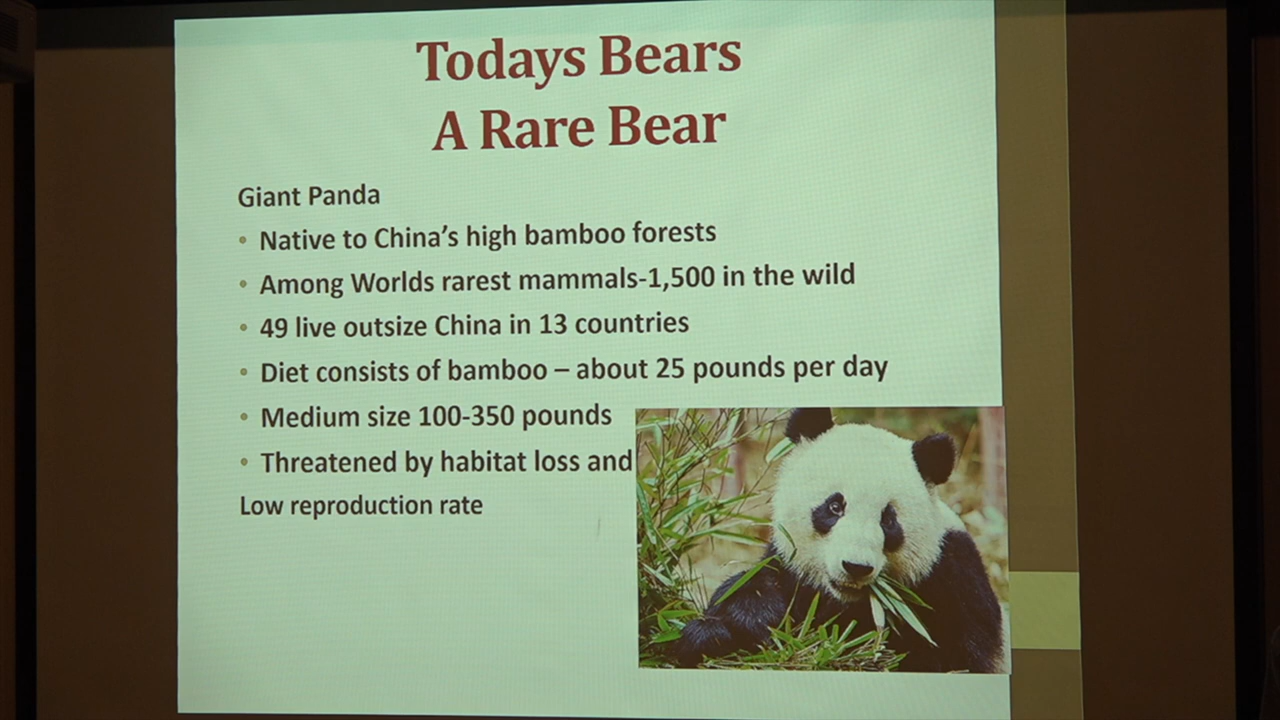 Todays Bears
A Rare Bear
Giant Panda
• Native to China's high bamboo forests
• Among Worlds rarest mammals-1,500 in the wild
• 49 live outsize China in 13 countries
• Diet consists of bamboo – about 25 pounds per day
• Medium size 100-350 pounds
• Threatened by habitat loss and
Low reproduction rate